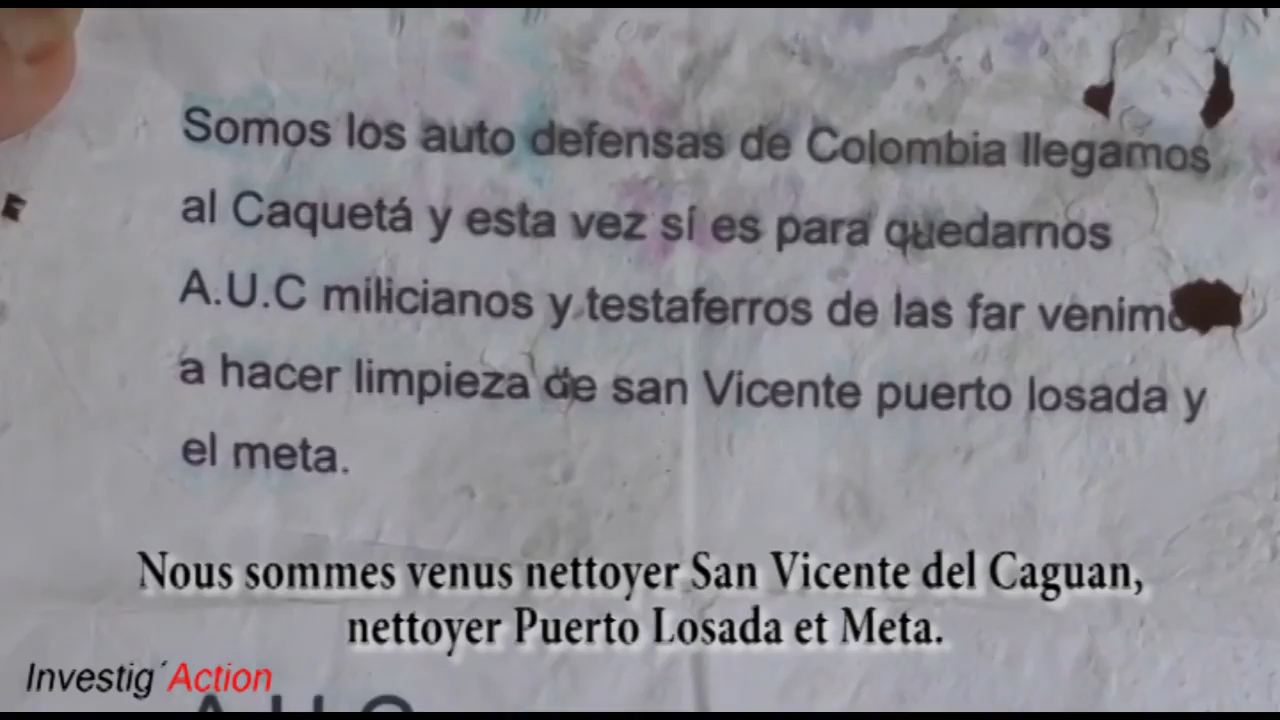 Somos los auto defensas de Colombia llegamos
al Caquetá y esta vez sí es para quedarnos
A.U.C milicianos y testaferros de las far
a hacer limpieza de san Vicente puerto losada y
el meta.
Nous sommes venus nettoyer San Vicente del Caguan,
nettoyer Puerto Losada et Meta.
Investig´Action
A.U.C